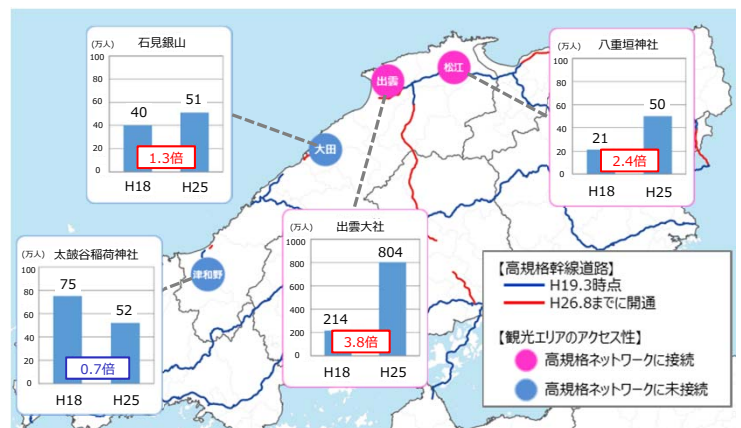 石見銀山
(万人)
100
80
60
40
20
0
40
51
1.3倍
H18
H25
八重垣神社
(万人)
100
80
60
40
20
0
21
50
2.4倍
H18
H25
松江
出雲
大田
津和野
太皷谷稲荷神社
(万人)
100
80
60
40
20
0
75
52
0.7倍
H18
H25
出雲大社
(万人)
1000
800
600
400
200
0
214
804
3.8倍
H18
H25
【高規格幹線道路】
H19.3時点
H26.8までに開通
【観光エリアのアクセス性】
高規格ネットワークに接続
高規格ネットワークに未接続